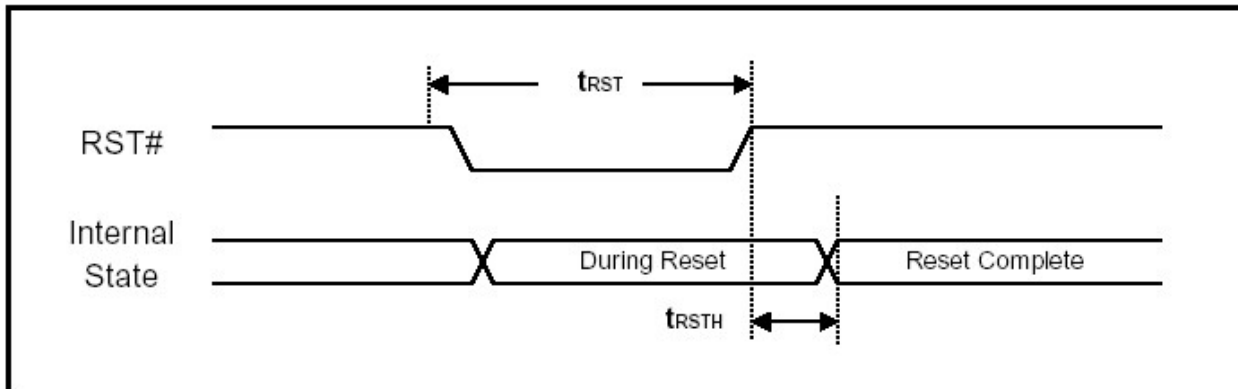 tRST
RST#
Internal
State
During Reset
Reset Complete
tRSTH